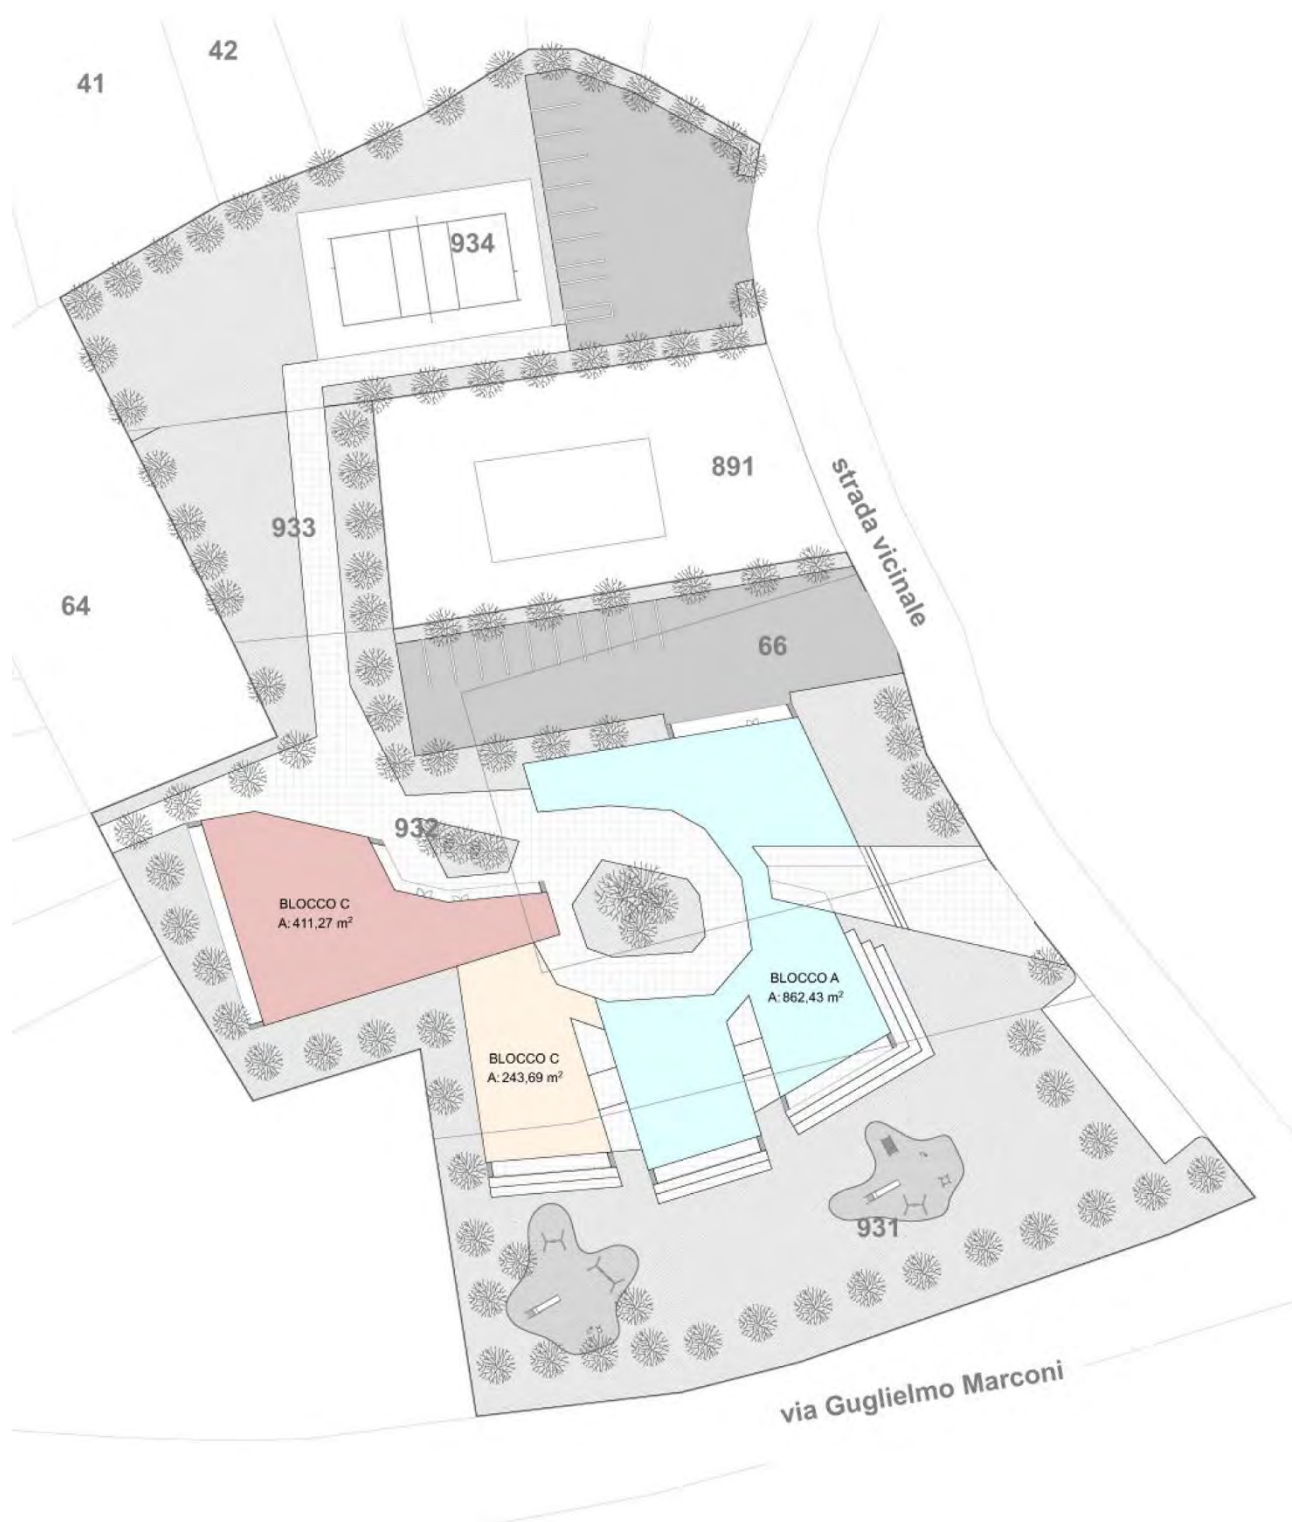 42
41
934
891
strada vicinale
933
64
66
932
BLOCCO C
A: 411,27 m²
BLOCCO A
A: 862,43 m²
BLOCCO C
A: 243,69 m²
931
via Guglielmo Marconi